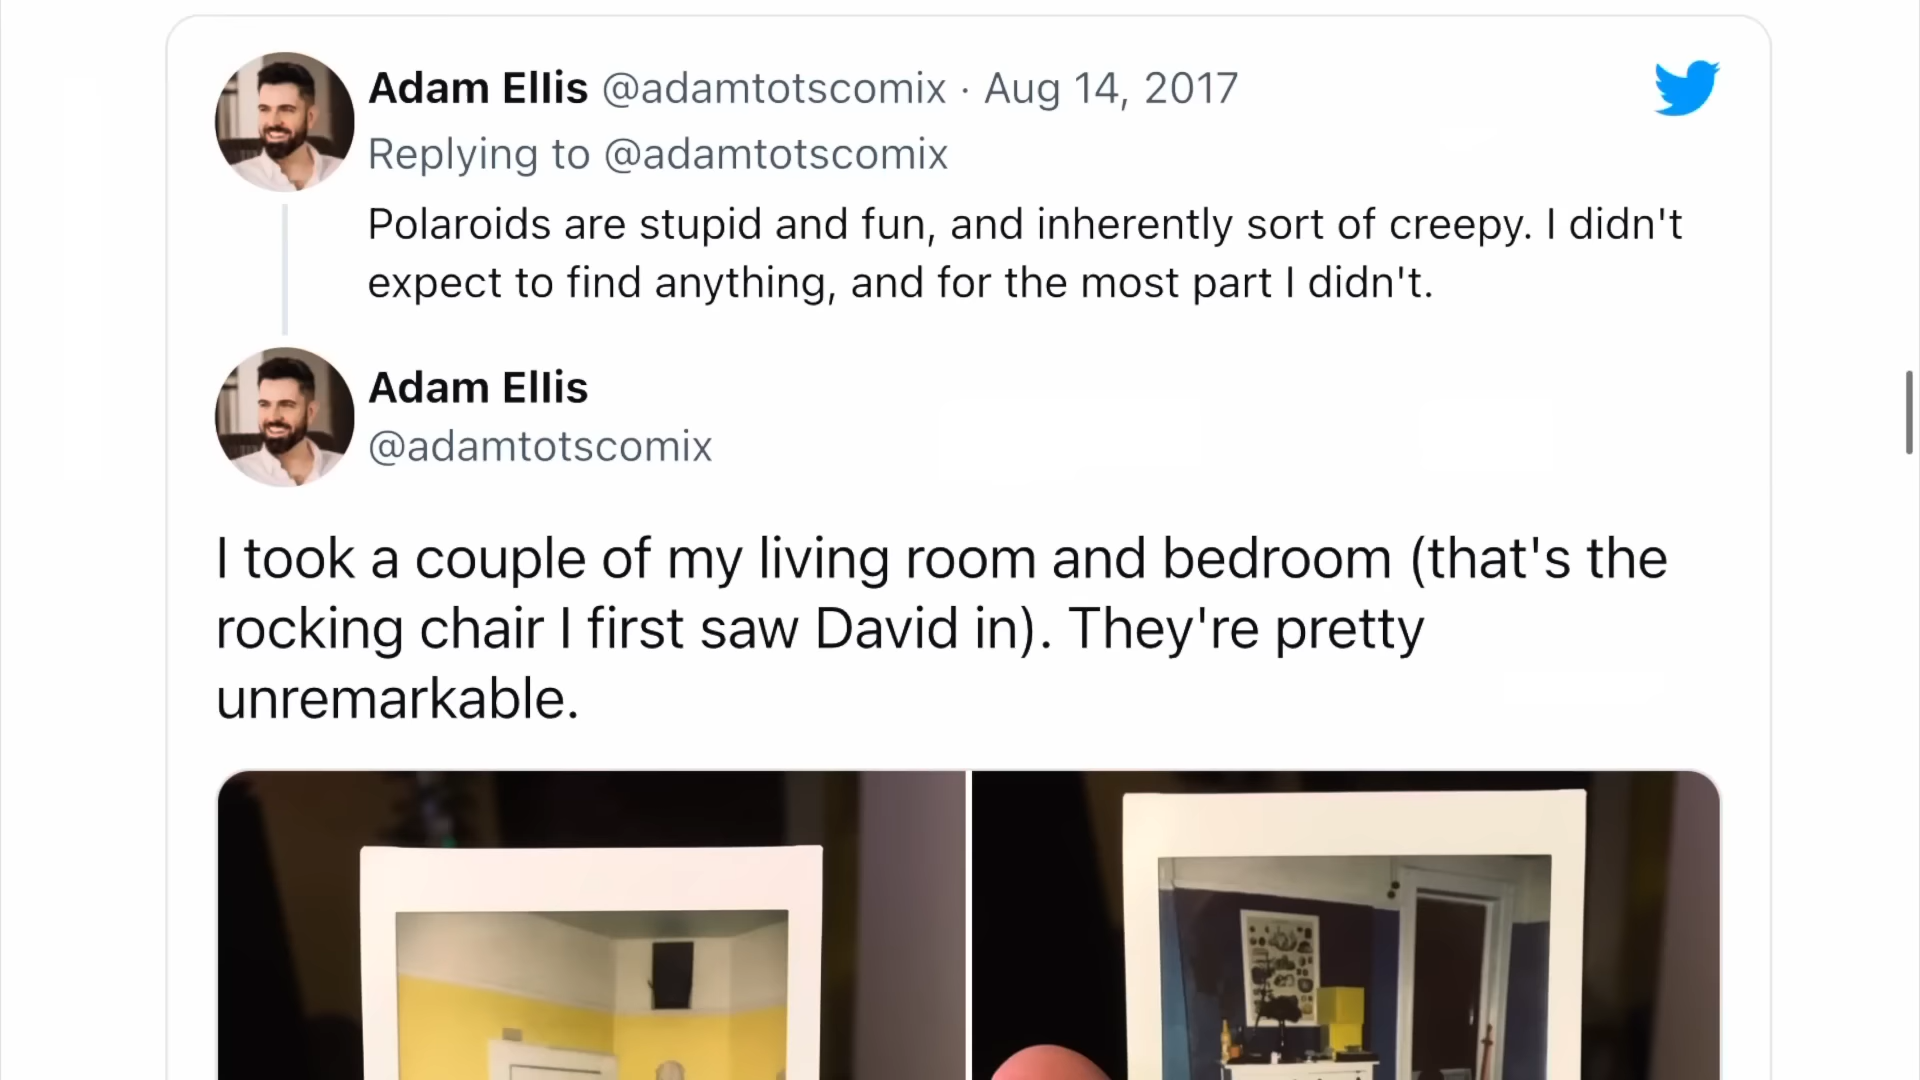 Adam Ellis @adamtotscomix · Aug 14, 2017
Replying to @adamtotscomix
Polaroids are stupid and fun, and inherently sort of creepy. I didn't
expect to find anything, and for the most part I didn't.
Adam Ellis
@adamtotscomix
I took a couple of my living room and bedroom (that's the
rocking chair I first saw David in). They're pretty
unremarkable.